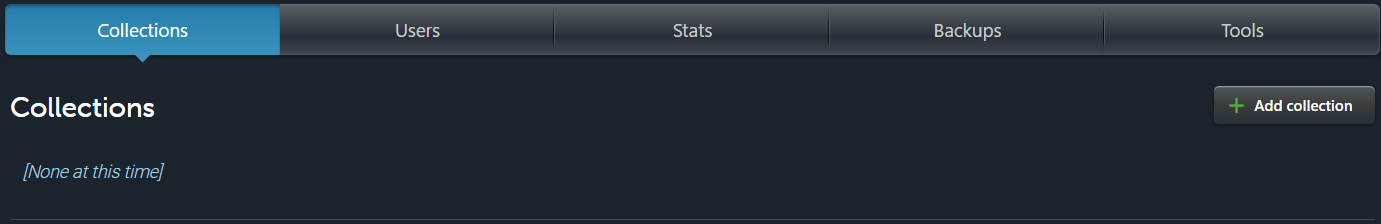 Collections Users Stats Backups Tools
Collections
Add collection
[None at this time]